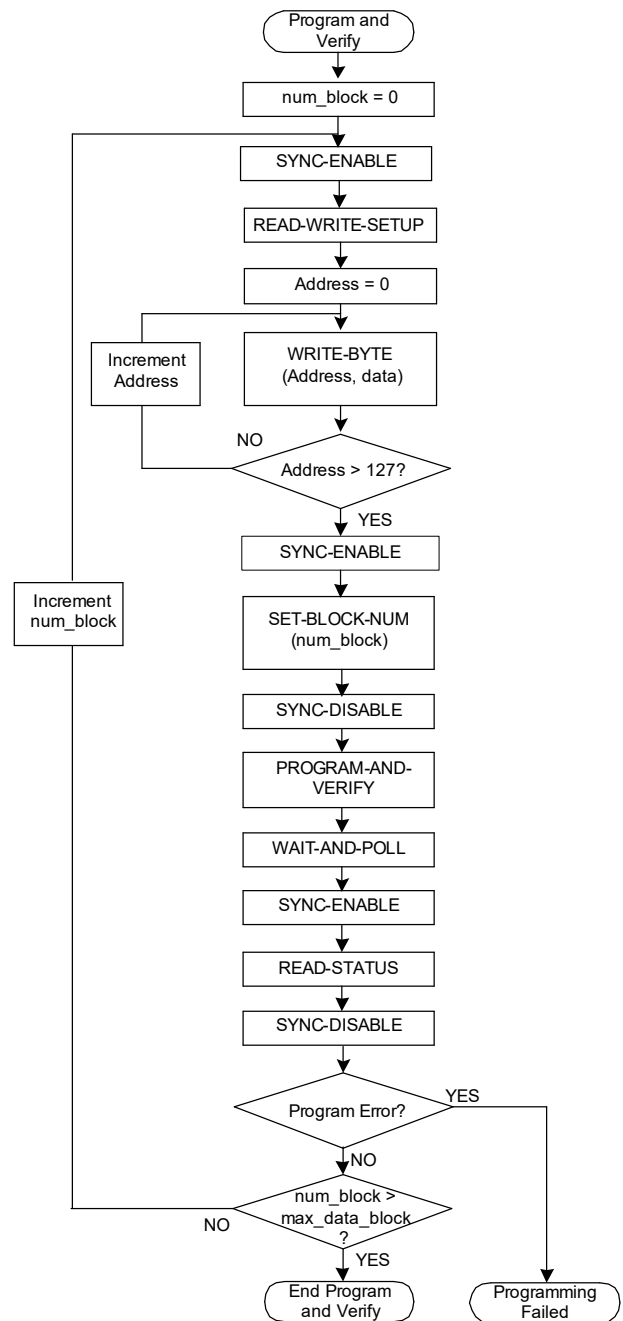 Program and
Verify
num_block = 0
SYNC-ENABLE
READ-WRITE-SETUP
Address = 0
Increment
Address
WRITE-BYTE
(Address, data)
NO
Address > 127?
YES
SYNC-ENABLE
Increment
num_block
SET-BLOCK-NUM
(num_block)
SYNC-DISABLE
PROGRAM-AND-
VERIFY
WAIT-AND-POLL
SYNC-ENABLE
READ-STATUS
SYNC-DISABLE
Program Error?
YES
NO
num_block >
max_data_block
?
NO
YES
End Program
and Verify
Programming
Failed